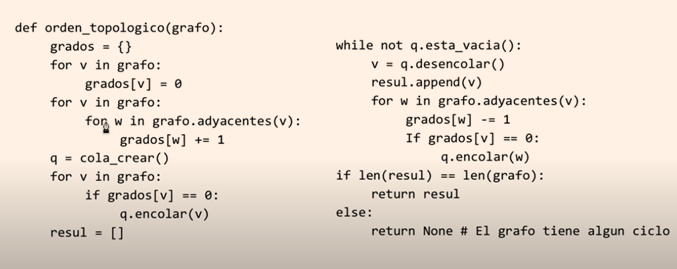 def orden_topologico(grafo):
grados = {}
for v in grafo:
grados[v] = 0
for v in grafo:
for w in grafo.adyacentes(v):
grados[w] += 1
q = cola_crear()
for v in grafo:
if grados[v] == 0:
q.encolar(v)
resul = []
while not q.esta_vacia():
v = q.desencolar()
resul.append(v)
for w in grafo.adyacentes(v):
grados[w] -= 1
If grados[v] == 0:
q.encolar(w)
if len(resul) == len(grafo):
return resul
else:
return None # El grafo tiene algun ciclo